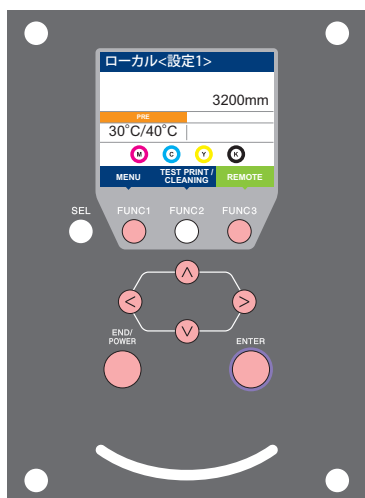 ローカル<設定1>
3200mm
PRE
30°C/40°C
M C Y K
MENU TEST PRINT / CLEANING REMOTE
SEL FUNC1 FUNC2 FUNC3
END/
POWER
ENTER